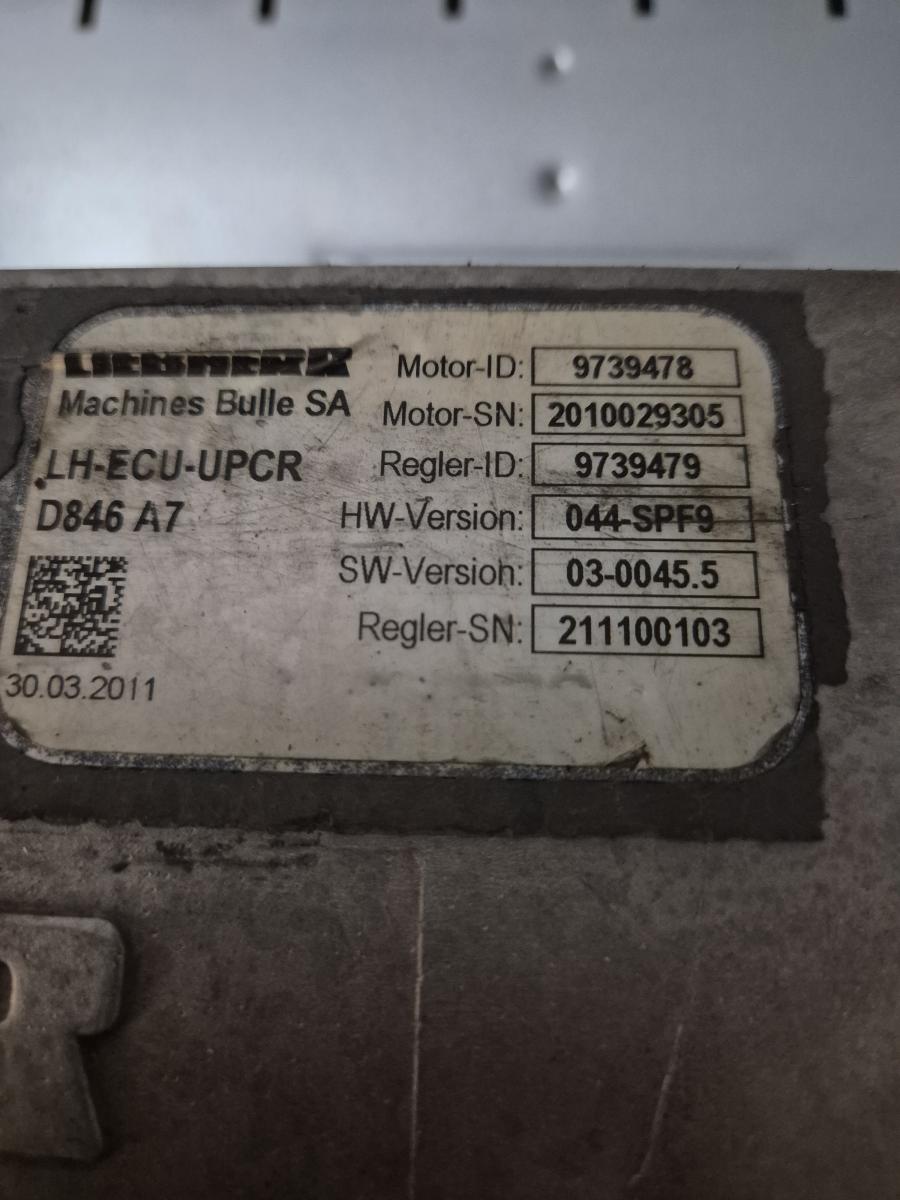 LIEBHERR
Machines Bulle SA
LH-ECU-UPCR
D846 A7
30.03.2011
Motor-ID: 9739478
Motor-SN: 2010029305
Regler-ID: 9739479
HW-Version: 044-SPF9
SW-Version: 03-0045.5
Regler-SN: 211100103